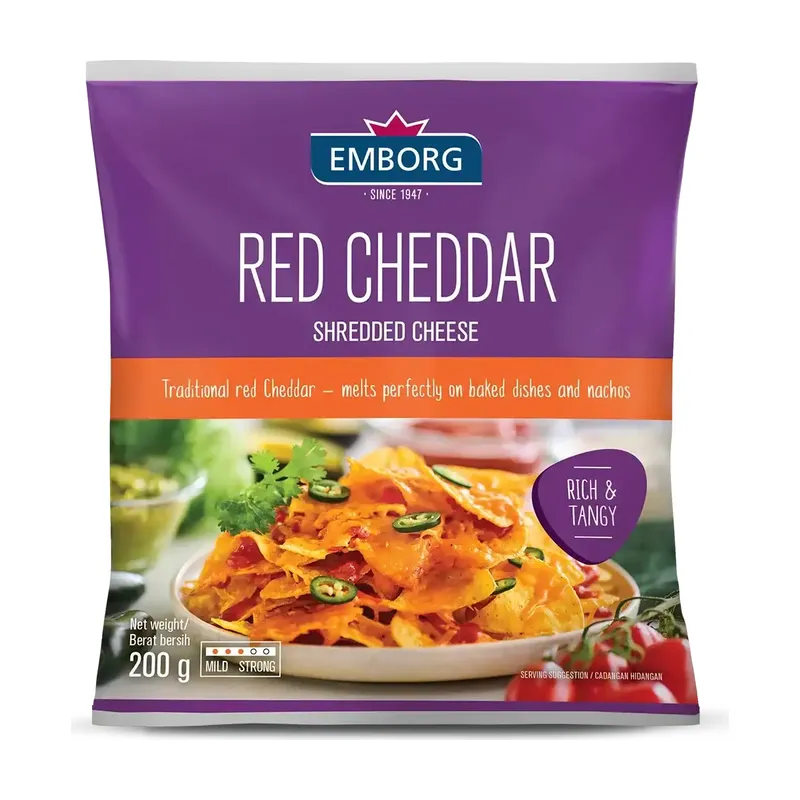 EMBORG
· SINCE 1947 ·
RED CHEDDAR
SHREDDED CHEESE
Traditional red Cheddar – melts perfectly on baked dishes and nachos
RICH &
TANGY
Net weight/
Berat bersih
200 g
MILD STRONG
SERVING SUGGESTION / CADANGAN HIDANGAN